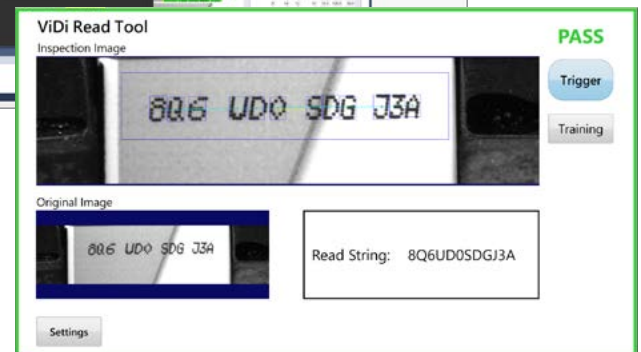 ViDi Read Tool
PASS
Inspection Image
8Q6 UD0 SDG J3A
Trigger
Training
Original Image
8Q6 UD0 SDG J3A
Read String: 8Q6UD0SDGJ3A
Settings